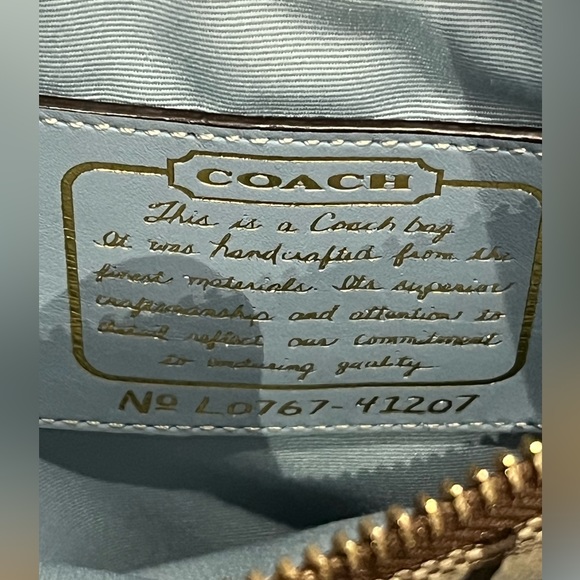 COACH
This is a Coach bag.
It was handcrafted from the
finest materials. Its superior
craftsmanship and attention to
detail reflect our commitment
to enduring quality.
Nº L0767-41207